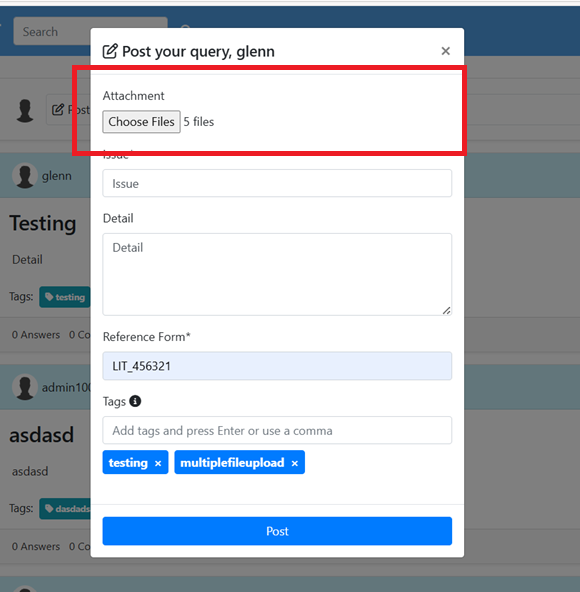 Search
Post your query, glenn
×
Attachment
Choose Files 5 files
Post
Issue
glenn
Issue
Testing
Detail
Detail
Detail
Tags: testing
0 Answers 0 Co
Reference Form*
LIT_456321
admin100
Tags
asdasd
Add tags and press Enter or use a comma
testing × multiplefileupload ×
asdasd
Tags: dasdads
Post
0 Answers 0 Co